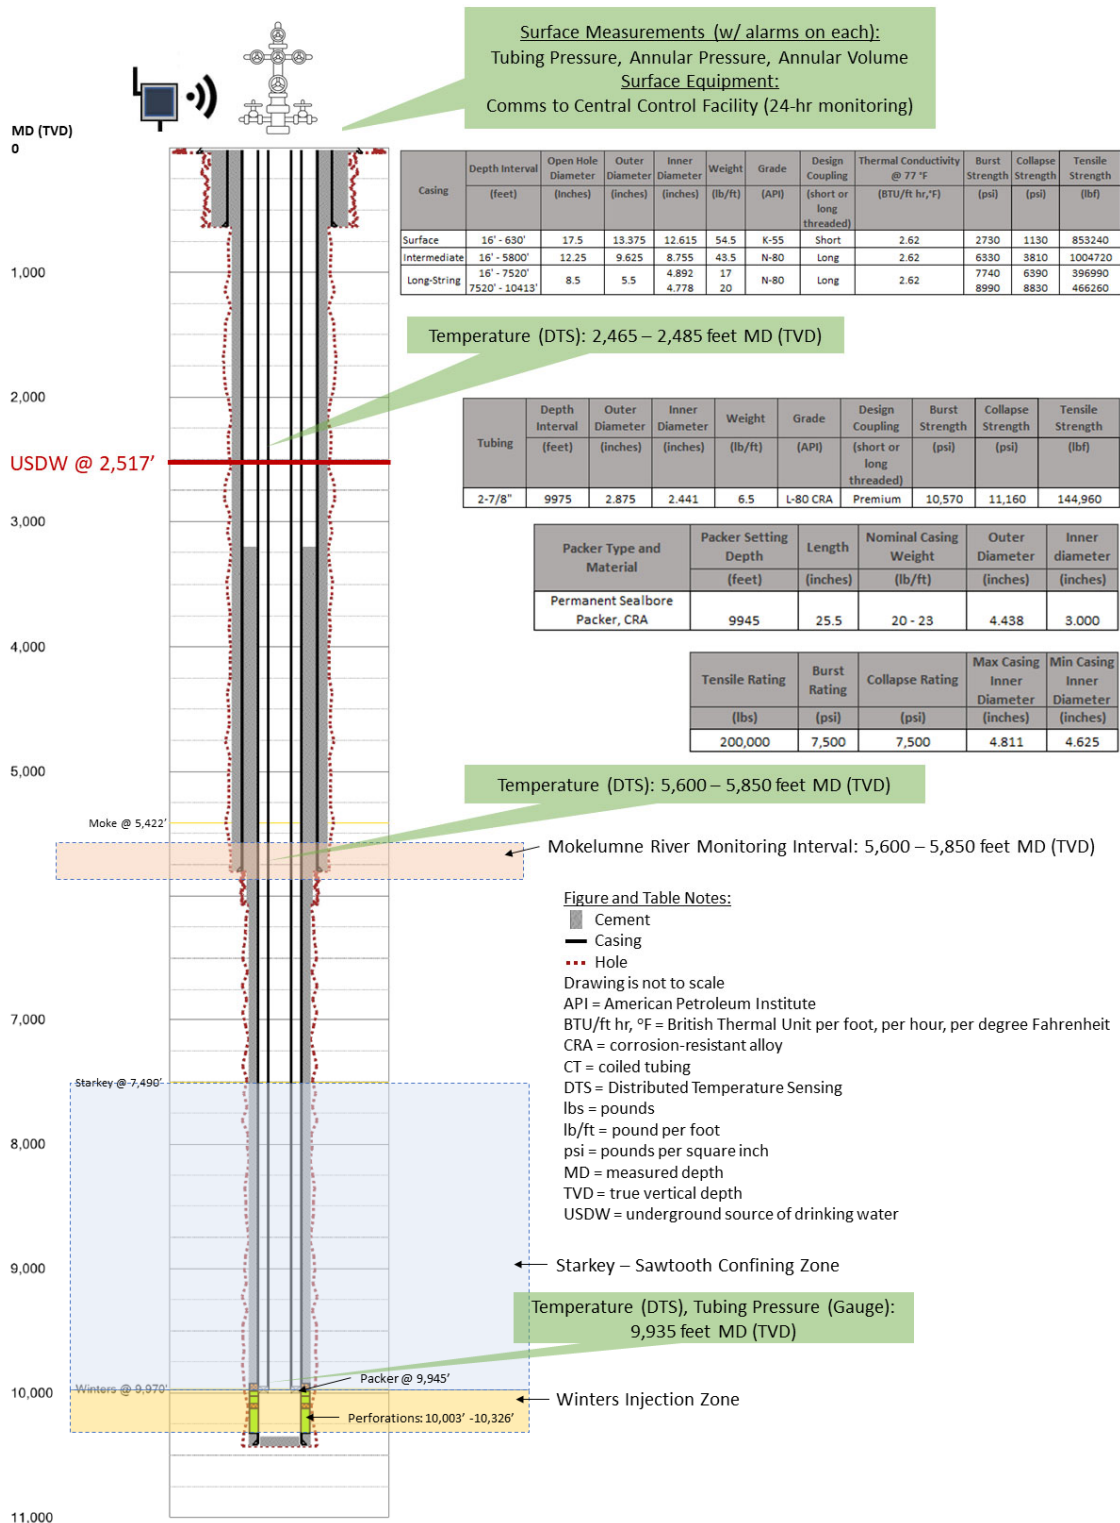 Surface Measurements (w/ alarms on each):
Tubing Pressure, Annular Pressure, Annular Volume
Surface Equipment:
Comms to Central Control Facility (24-hr monitoring)
MD (TVD)
0
Casing Depth Interval Open Hole Diameter Outer Diameter Inner Diameter Weight Grade Design Coupling Thermal Conductivity @ 77 °F Burst Strength Collapse Strength Tensile Strength
(feet) (Inches) (inches) (inches) (lb/ft) (API) (short or long threaded) (BTU/ft hr,°F) (psi) (psi) (lbf)
Surface 16' - 630' 17.5 13.375 12.615 54.5 K-55 Short 2.62 2730 1130 853240
Intermediate 16' - 5800' 12.25 9.625 8.755 43.5 N-80 Long 2.62 6330 3810 1004720
Long-String 16' - 7520' 8.5 5.5 4.892 17 N-80 Long 2.62 7740 6390 396990
7520' - 10413' 4.778 20 8990 8830 466260
1,000
Temperature (DTS): 2,465 – 2,485 feet MD (TVD)
2,000
Tubing Depth Interval Outer Diameter Inner Diameter Weight Grade Design Coupling Burst Strength Collapse Strength Tensile Strength
(feet) (inches) (inches) (lb/ft) (API) (short or long threaded) (psi) (psi) (lbf)
2-7/8" 9975 2.875 2.441 6.5 L-80 CRA Premium 10,570 11,160 144,960
USDW @ 2,517'
3,000
Packer Type and Material Packer Setting Depth Length Nominal Casing Weight Outer Diameter Inner diameter
(feet) (inches) (lb/ft) (inches) (inches)
Permanent Sealbore Packer, CRA 9945 25.5 20 - 23 4.438 3.000
4,000
Tensile Rating Burst Rating Collapse Rating Max Casing Inner Diameter Min Casing Inner Diameter
(lbs) (psi) (psi) (inches) (inches)
200,000 7,500 7,500 4.811 4.625
5,000
Temperature (DTS): 5,600 – 5,850 feet MD (TVD)
Moke @ 5,422'
Mokelumne River Monitoring Interval: 5,600 – 5,850 feet MD (TVD)
Figure and Table Notes:
Cement
Casing
Hole
Drawing is not to scale
API = American Petroleum Institute
BTU/ft hr, °F = British Thermal Unit per foot, per hour, per degree Fahrenheit
CRA = corrosion-resistant alloy
CT = coiled tubing
DTS = Distributed Temperature Sensing
lbs = pounds
lb/ft = pound per foot
psi = pounds per square inch
MD = measured depth
TVD = true vertical depth
USDW = underground source of drinking water
7,000
Starkey @ 7,490'
8,000
9,000
Starkey – Sawtooth Confining Zone
Temperature (DTS), Tubing Pressure (Gauge):
9,935 feet MD (TVD)
Packer @ 9,945'
Winters @ 9,970'
10,000
Winters Injection Zone
Perforations: 10,003' -10,326'
11,000